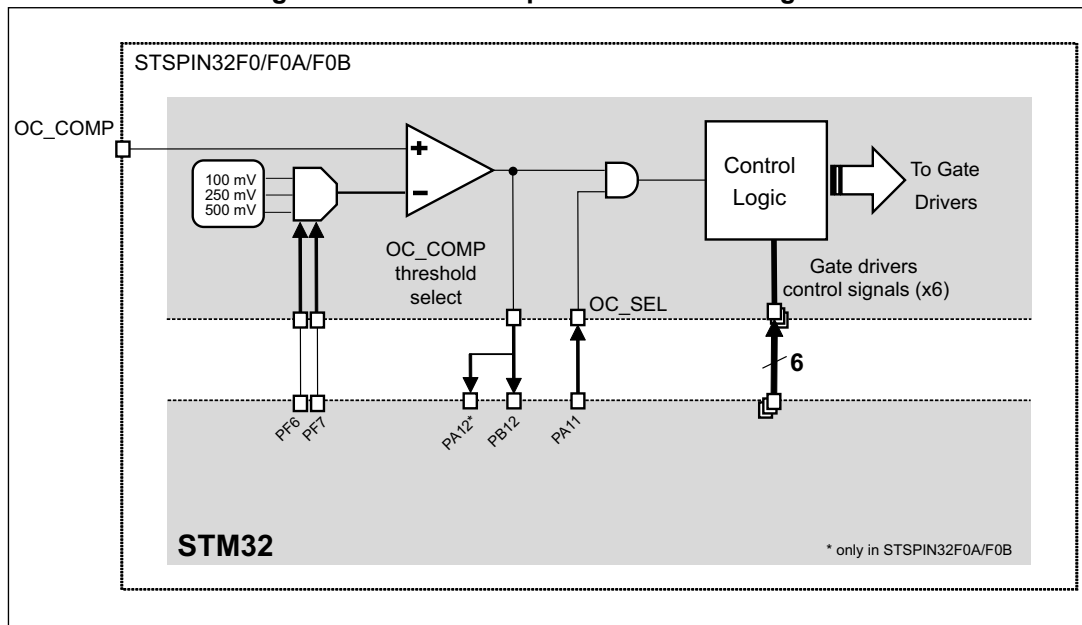 STSPIN32F0/F0A/F0B
OC_COMP
+
−
100 mV
250 mV
500 mV
Control
Logic
To Gate
Drivers
OC_COMP
threshold
select
Gate drivers
control signals (x6)
OC_SEL
6
PF6
PF7
PA12*
PB12
PA11
STM32
* only in STSPIN32F0A/F0B